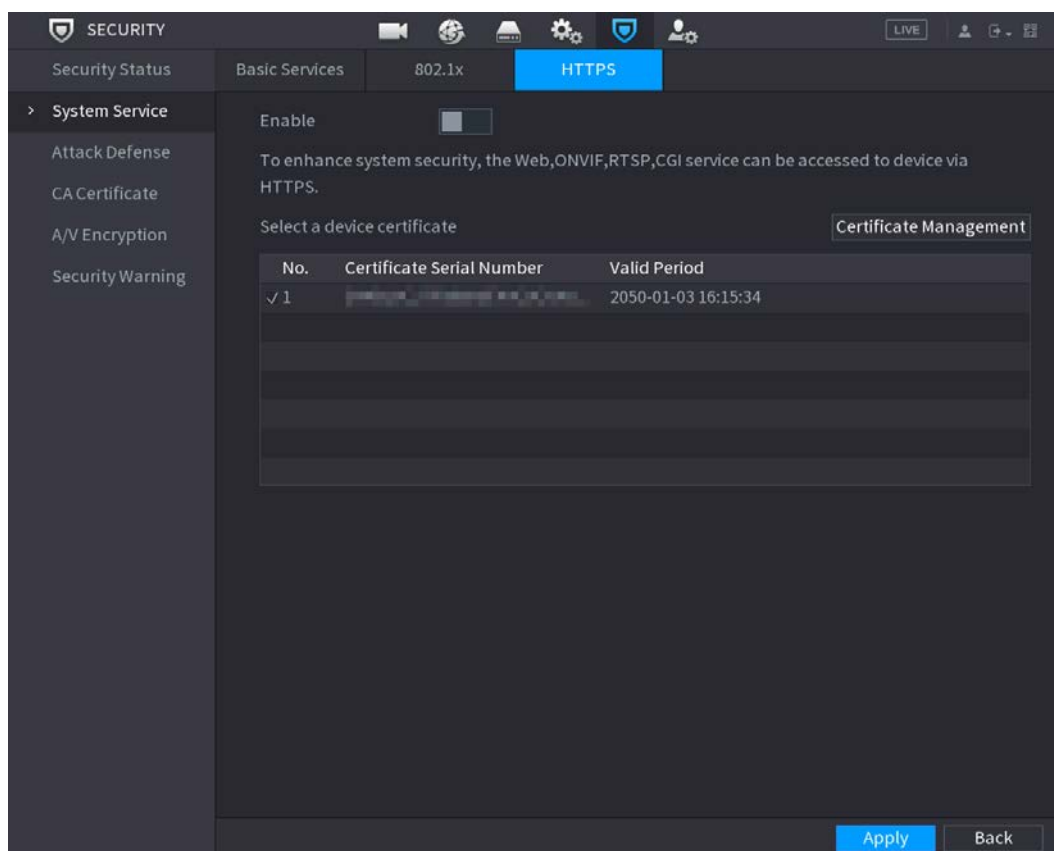 SECURITY
LIVE
Security Status
Basic Services
802.1x
HTTPS
System Service
Attack Defense
CA Certificate
A/V Encryption
Security Warning
Enable
To enhance system security, the Web,ONVIF,RTSP,CGI service can be accessed to device via
HTTPS.
Select a device certificate
Certificate Management
No. Certificate Serial Number Valid Period
1 2050-01-03 16:15:34
Apply
Back